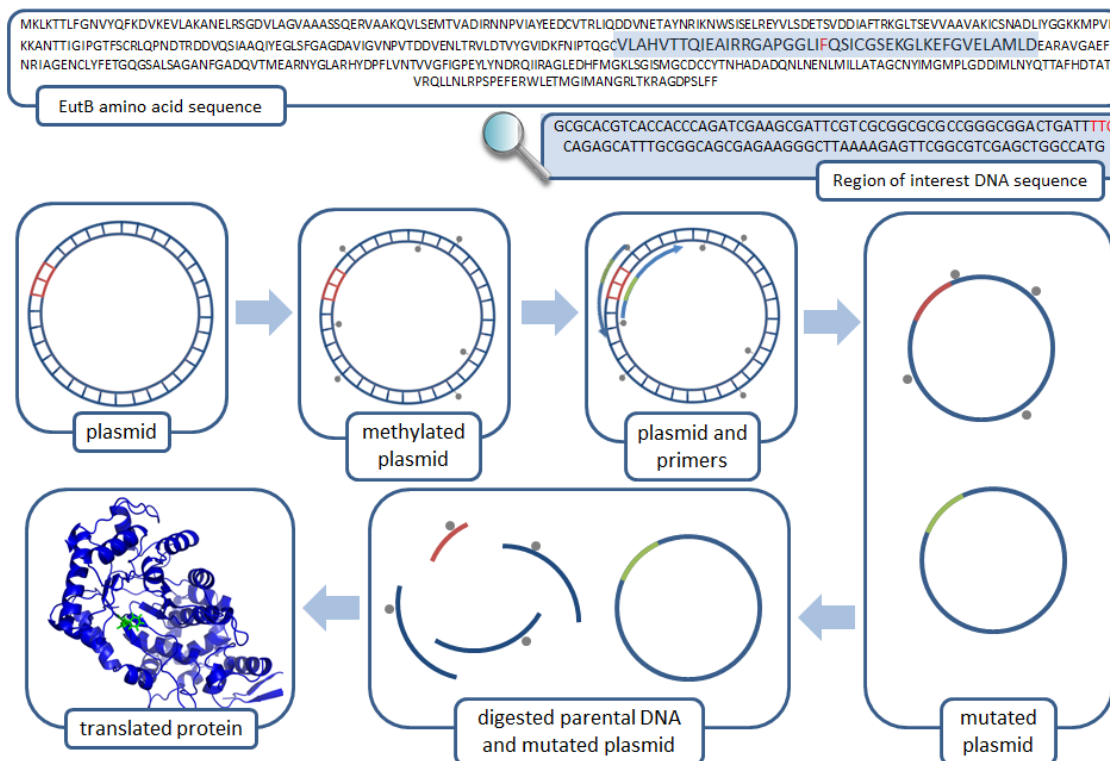 MKLKTTLFGNVYQFKDVKEVLAKANELRSGDVLAGVAAASSQERVAAKQVLSEMTVADIRNNPVIAYEEDCVTRLIQDDVNETAYNRIKNWSISELREYVLSDETSVDDIAFTRKGLTSEVVAAVAKICSNADLIYGGKKMPVI
KKANTTIGIPGTFSCRLQPNDTRDDVQSIAAQIYEGLSFGAGDAVIGVNPVTDDVENLTRVLDTVYGVIDKFNIPTQGCVLAHVTTQIEAIRRGAPGGLIFQSICGSEKGLKEFGVELAMLDEARAVGAEF
NRIAGENCLYFETGQGSALSAGANFGADQVTMEARNYGLARHYDPFLVNTVVGFIGPEYLYNDRQIIRAGLEDHFMGKLSGISMGCDCCYTNHADADQNLNENLMILLATAGCNYIMGMPLGDDIMLNYQTTAFHDTAT
VRQLLNLRPSPEFERWLETMGIMANGRLTKRAGDPSLFF
EutB amino acid sequence
GCGCACGTCACCACCCAGATCGAAGCGATTCGTCGCGGCGCGCCGGGCGGACTGATTTTC
CAGAGCATTTGCGGCAGCGAGAAGGGCTTAAAAGAGTTCGGCGTCGAGCTGGCCATG
Region of interest DNA sequence
plasmid
methylated
plasmid
plasmid and
primers
translated protein
digested parental DNA
and mutated plasmid
mutated
plasmid